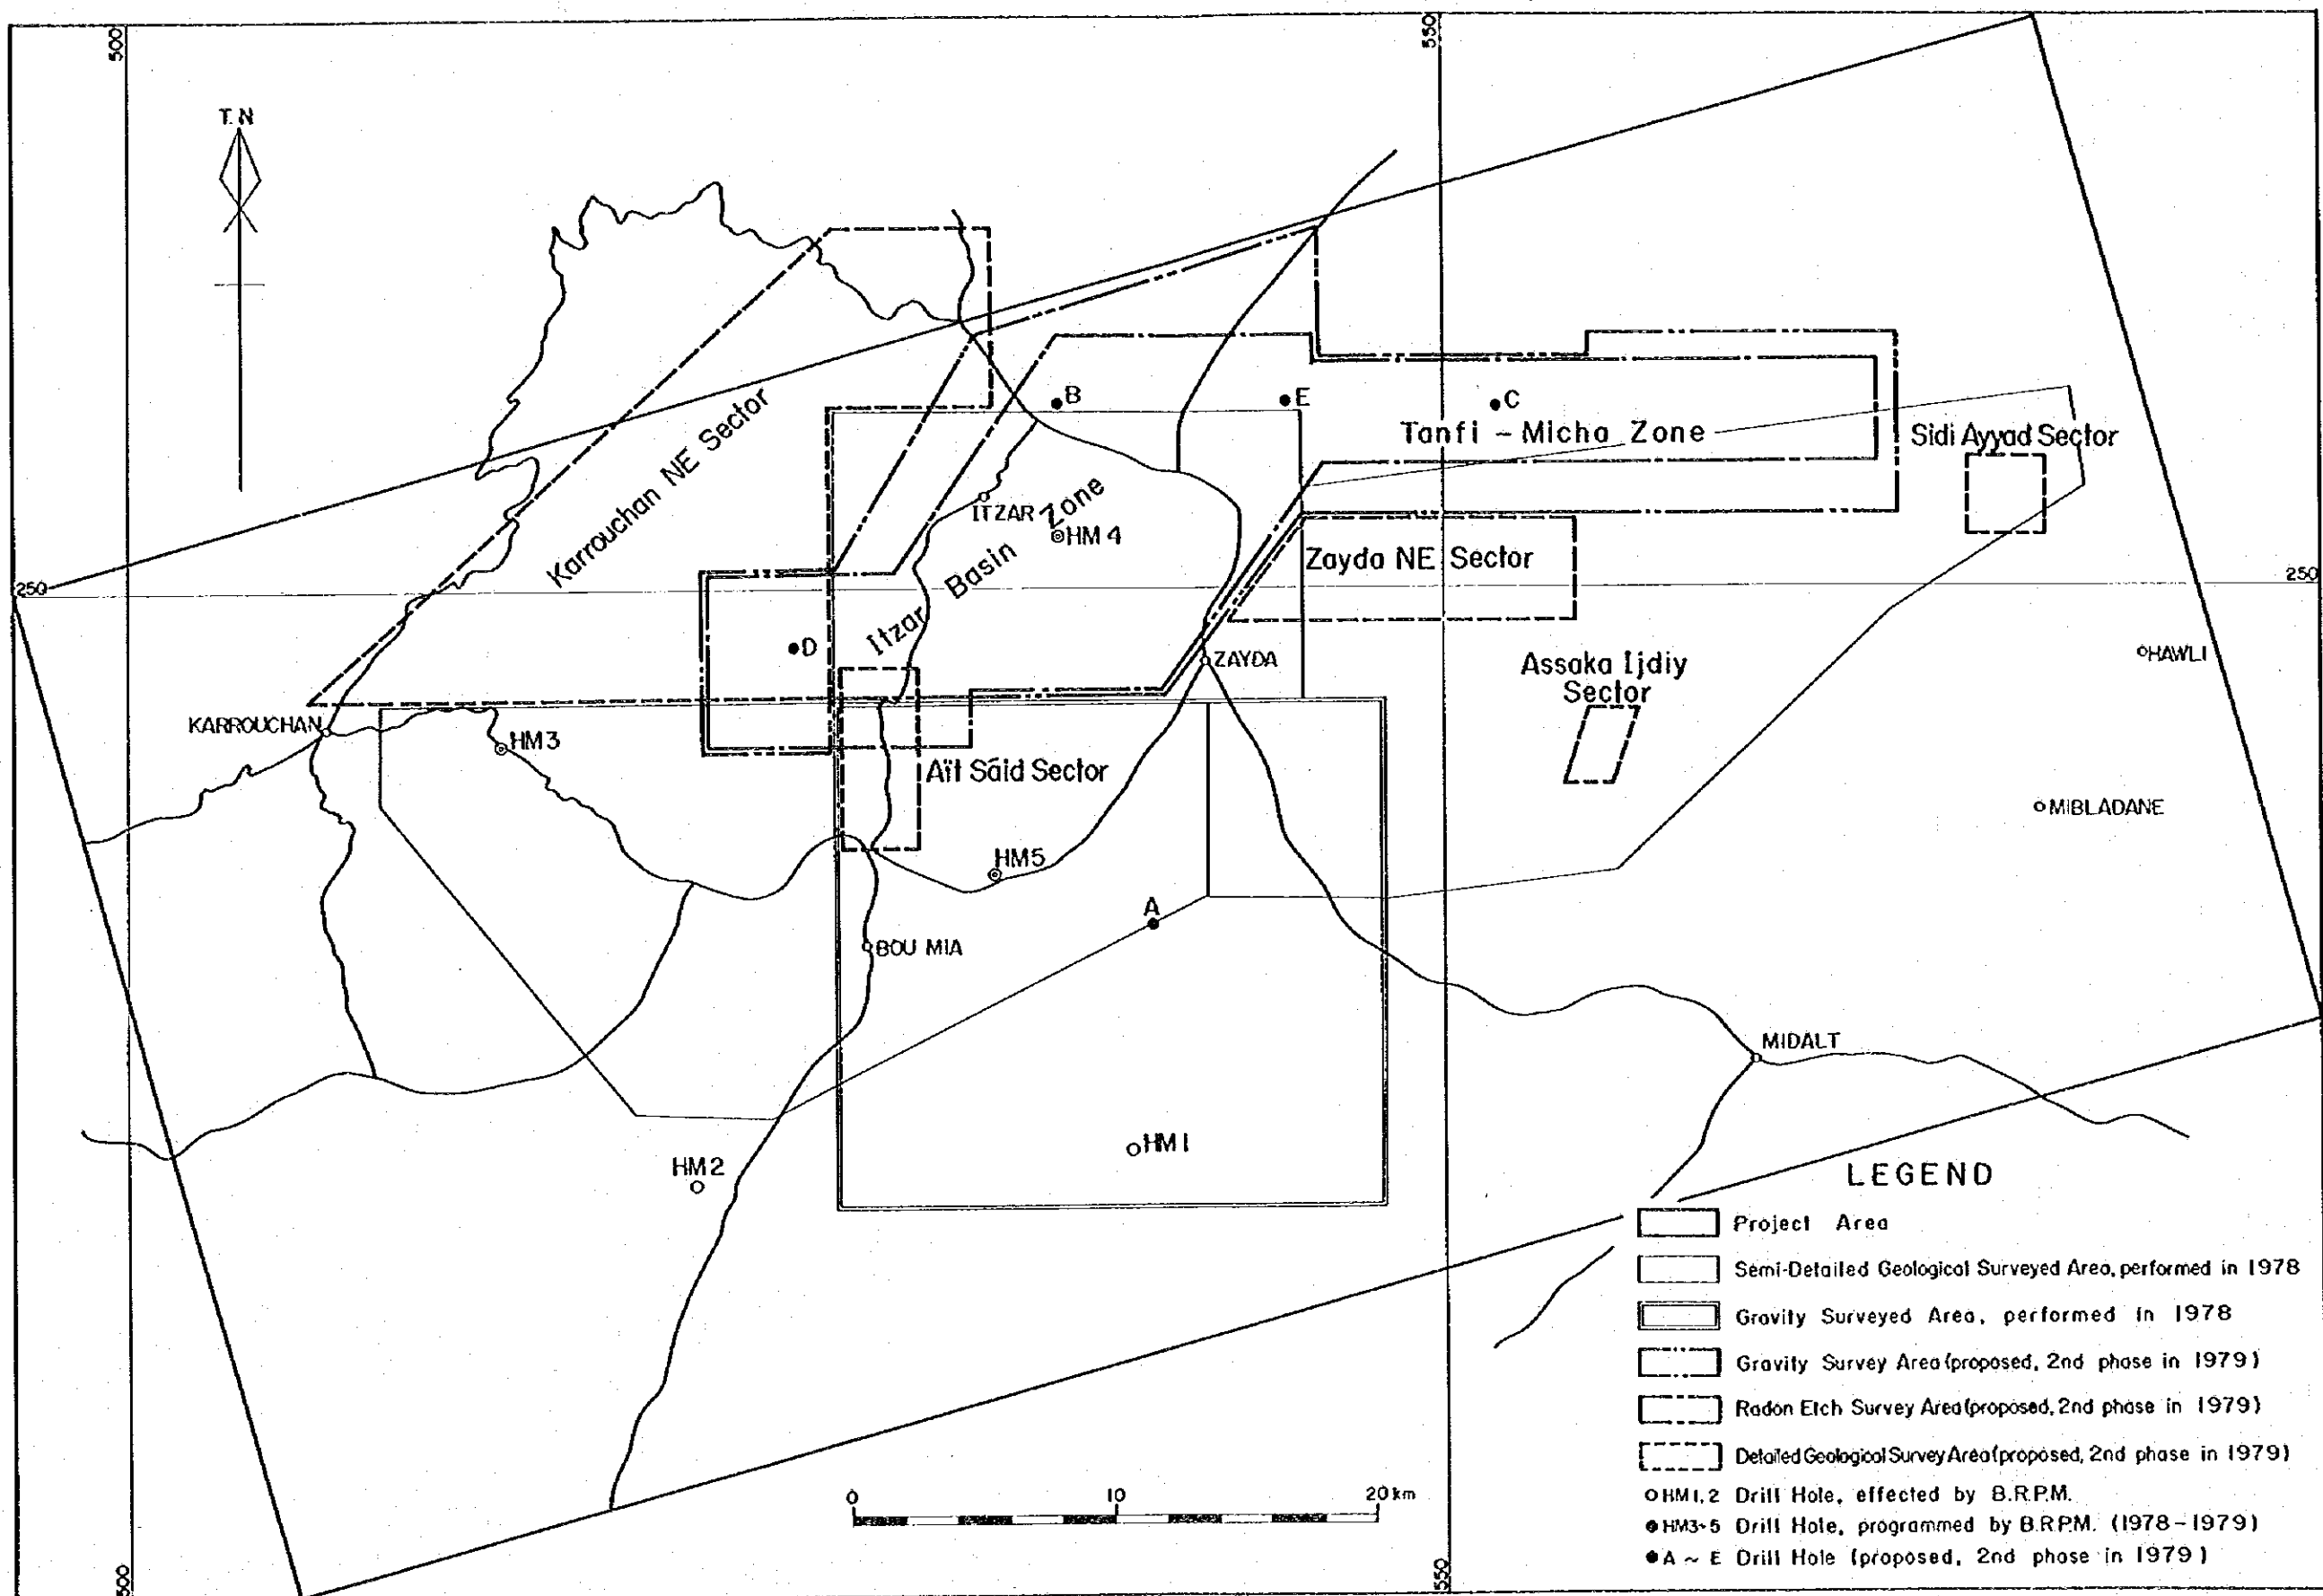 500
550
T.N
B
E
C
Tanfi - Micha Zone
Sidi Ayyad Sector
Karrouchan NE Sector
ITZAR
HM 4
Itzar Basin Zone
Zayda NE Sector
250
250
D
ZAYDA
Assaka Ijdiy
Sector
HAWLI
KARROUCHAN
HM3
Aït Säid Sector
MIBLADANE
HM5
A
BOU MIA
MIDALT
HM1
HM2
LEGEND
Project Area
Semi-Detailed Geological Surveyed Area, performed in 1978
Gravity Surveyed Area, performed in 1978
Gravity Survey Area (proposed, 2nd phase in 1979)
Radon Etch Survey Area (proposed, 2nd phase in 1979)
Detailed Geological Survey Area (proposed, 2nd phase in 1979)
HM1,2 Drill Hole, effected by B.R.P.M.
HM3~5 Drill Hole, programmed by B.R.P.M. (1978-1979)
A ~ E Drill Hole (proposed, 2nd phase in 1979)
0 10 20 km
500
550